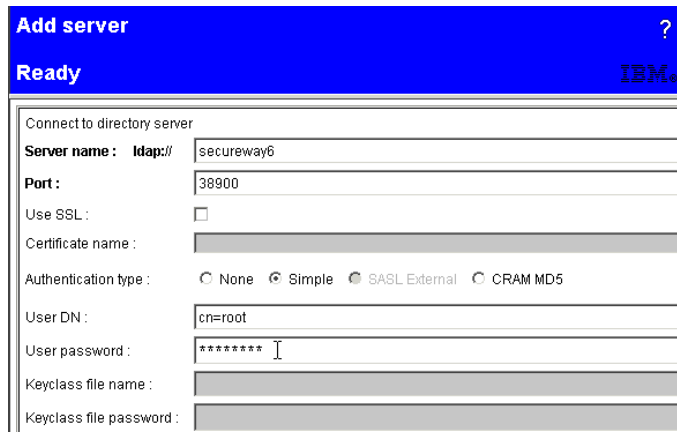 Add server ?
Ready IBM
Connect to directory server
Server name : ldap:// secureway6
Port : 38900
Use SSL :
Certificate name :
Authentication type : None Simple SASL External CRAM MD5
User DN : cn=root
User password : ********
Keyclass file name :
Keyclass file password :